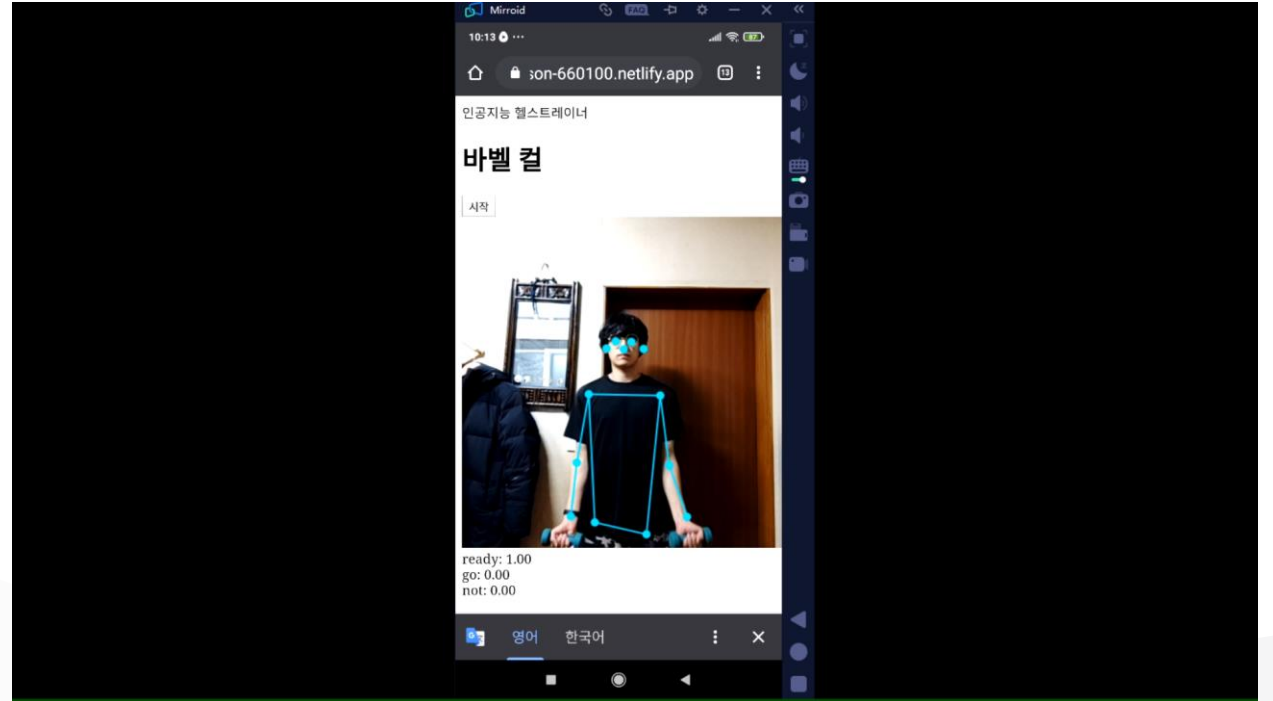 Mirroid
FAQ
10:13
87
son-660100.netlify.app
13
인공지능 헬스트레이너
바벨 컬
시작
ready: 1.00
go: 0.00
not: 0.00
영어
한국어